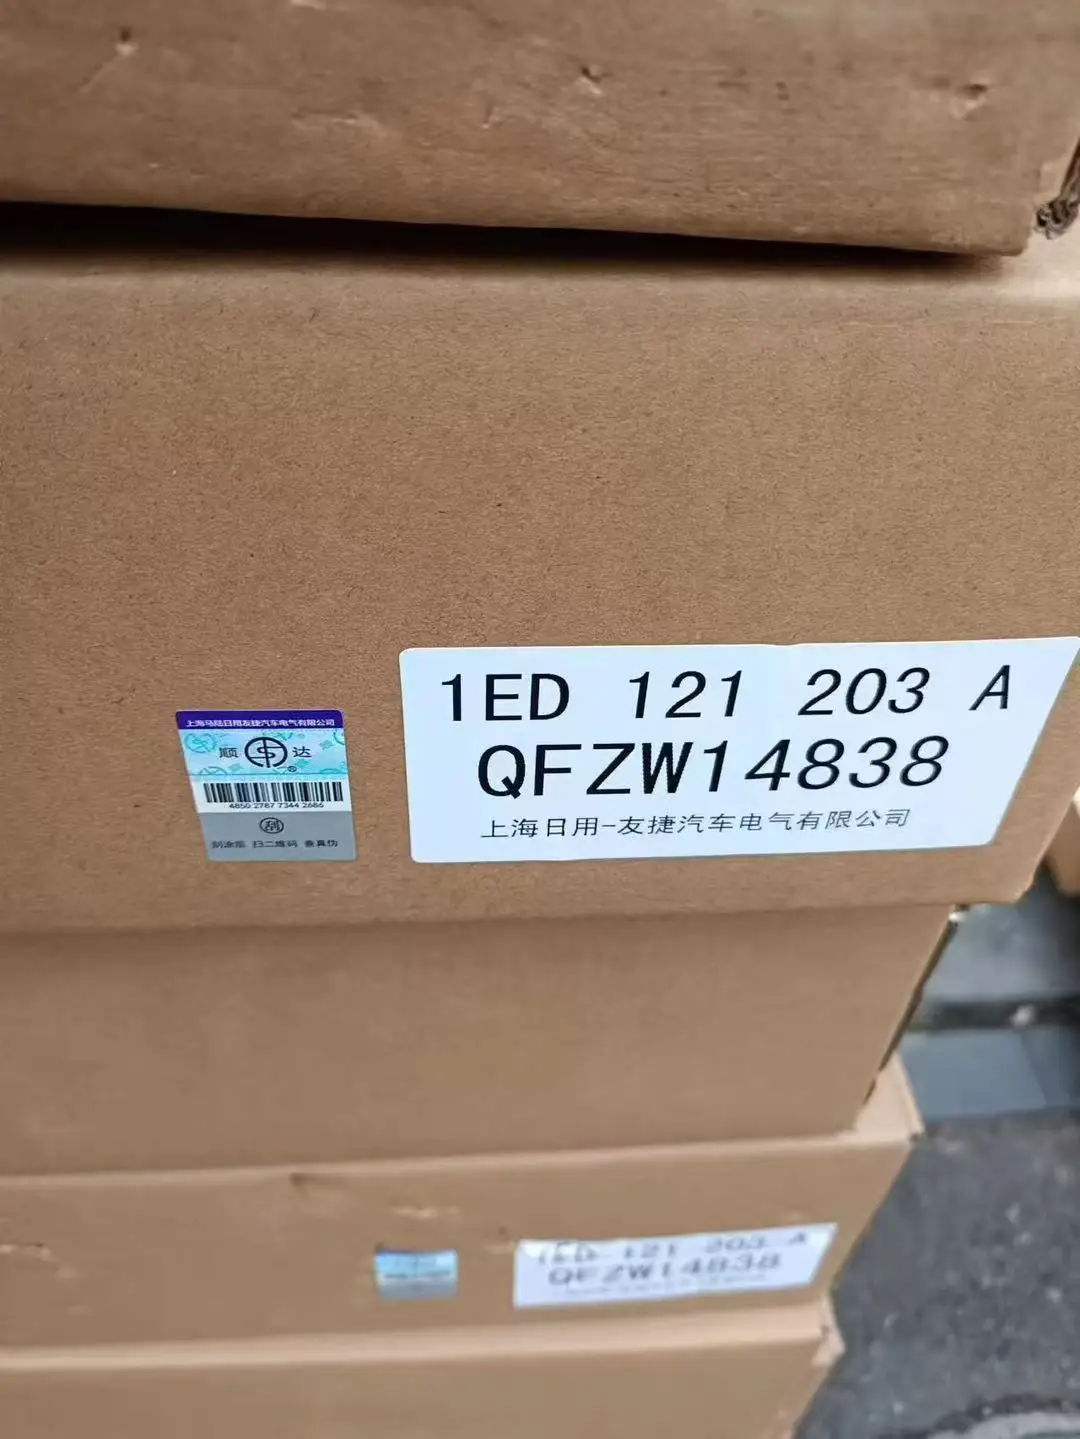 1ED 121 203 A
QFZW14838
上海日用-友捷汽车电气有限公司
上海马陆日用友捷汽车电气有限公司
顺 达
®
4850 2787 7344 2686
刮
刮涂层 扫二维码 查真伪
1ED 121 203 A
QFZW14838